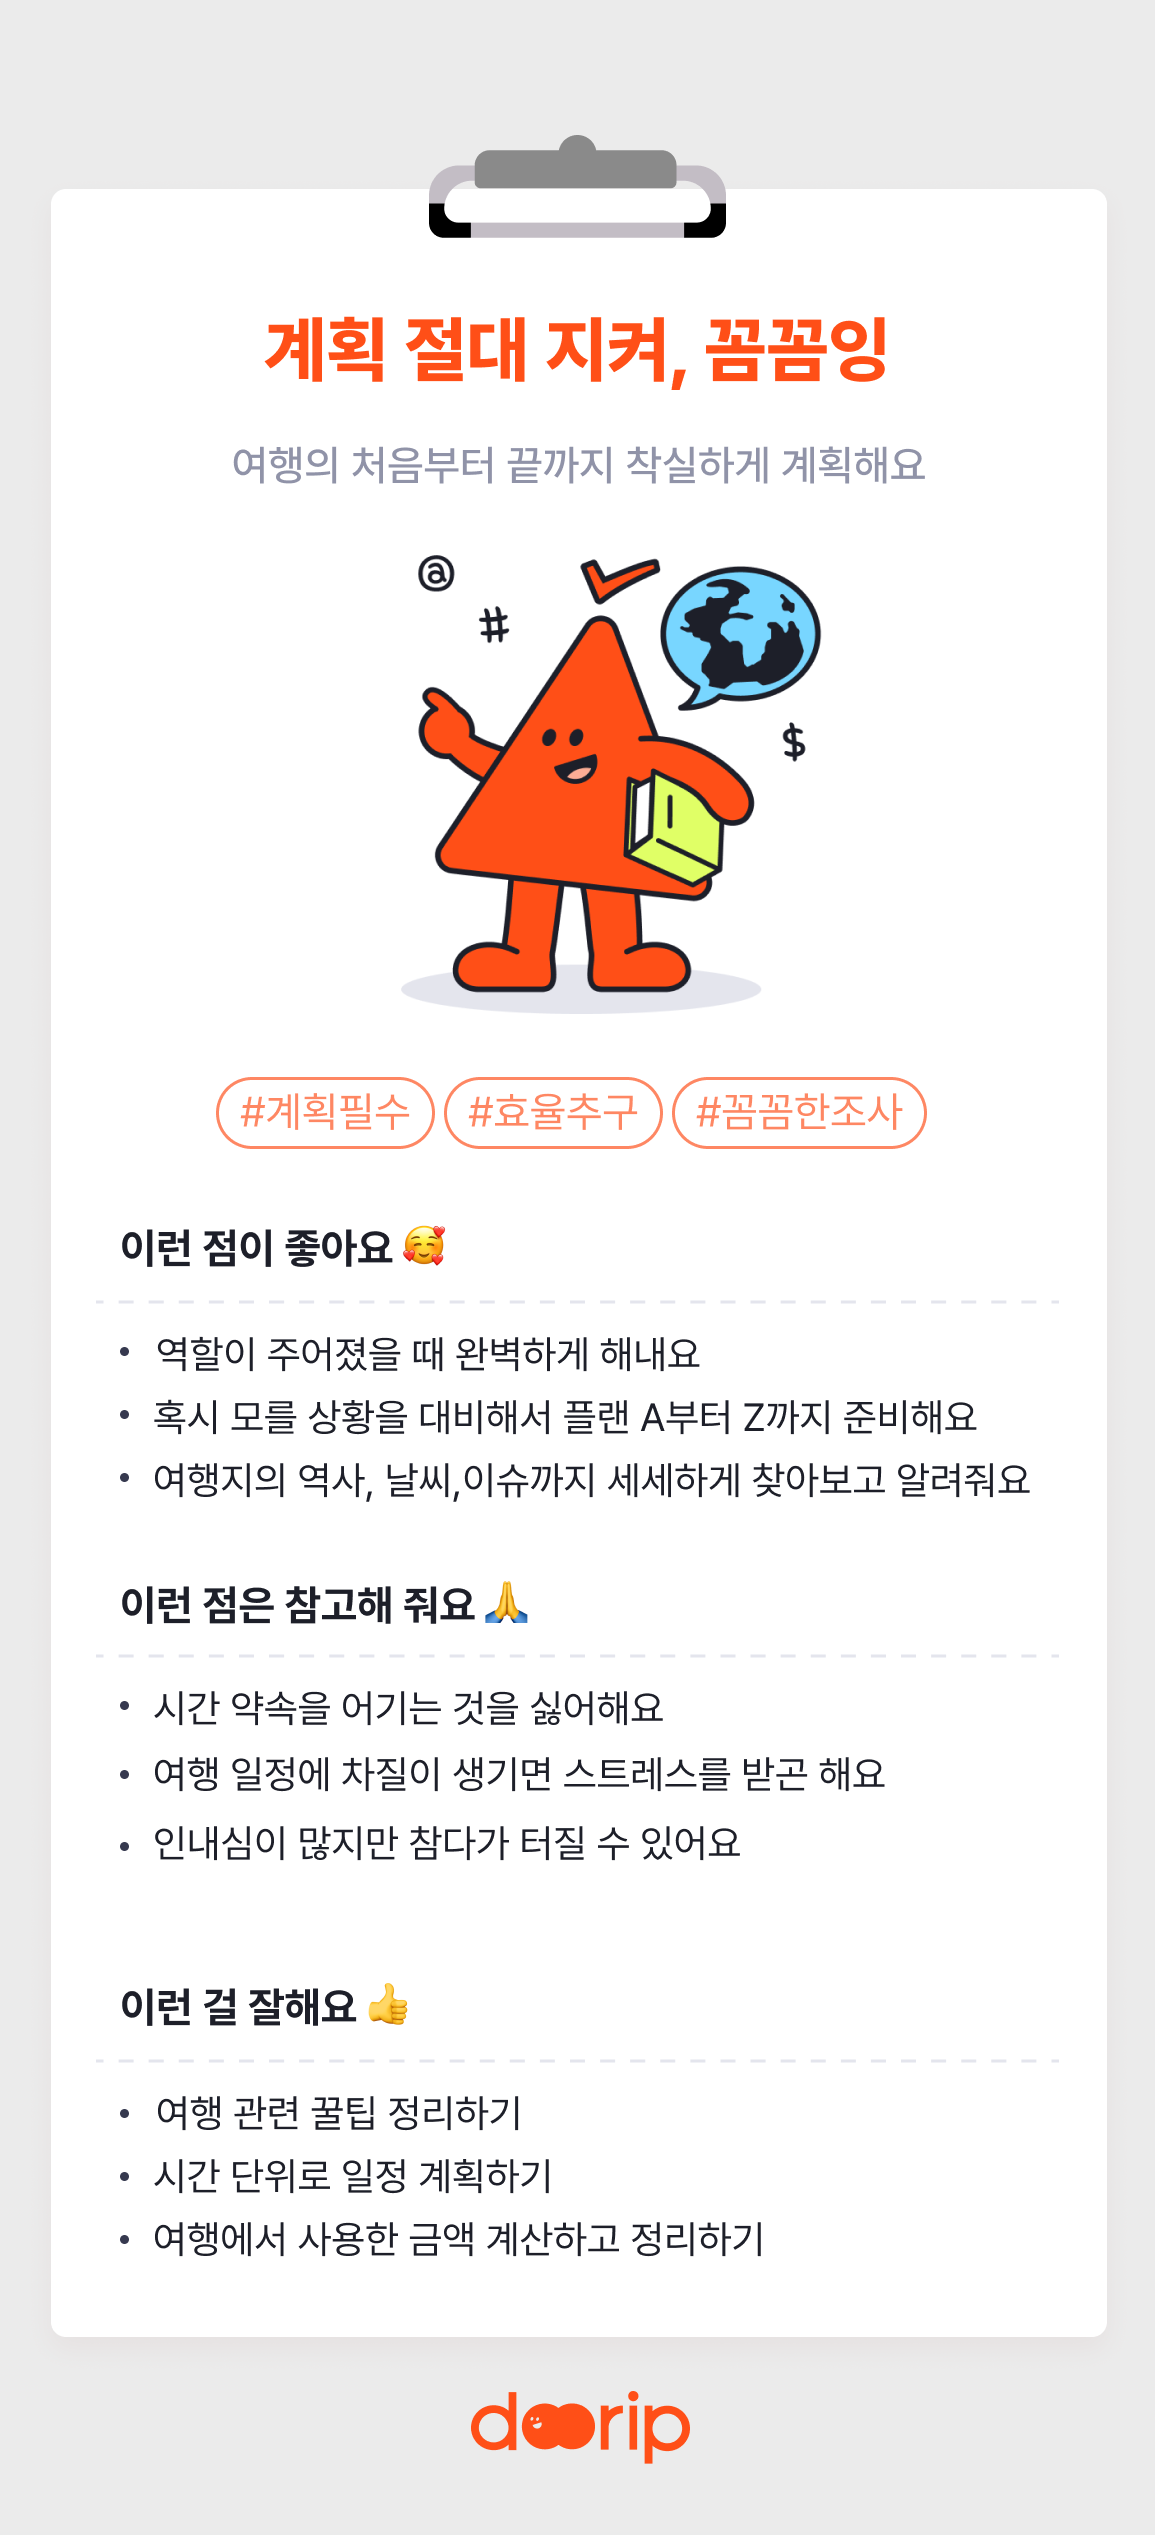 계획 절대 지켜, 꼼꼼잉
여행의 처음부터 끝까지 착실하게 계획해요
@
#
$
#계획필수 #효율추구 #꼼꼼한조사
이런 점이 좋아요 🥰
• 역할이 주어졌을 때 완벽하게 해내요
• 혹시 모를 상황을 대비해서 플랜 A부터 Z까지 준비해요
• 여행지의 역사, 날씨,이슈까지 세세하게 찾아보고 알려줘요
이런 점은 참고해 줘요 🙏
• 시간 약속을 어기는 것을 싫어해요
• 여행 일정에 차질이 생기면 스트레스를 받곤 해요
• 인내심이 많지만 참다가 터질 수 있어요
이런 걸 잘해요 👍
• 여행 관련 꿀팁 정리하기
• 시간 단위로 일정 계획하기
• 여행에서 사용한 금액 계산하고 정리하기
doorip